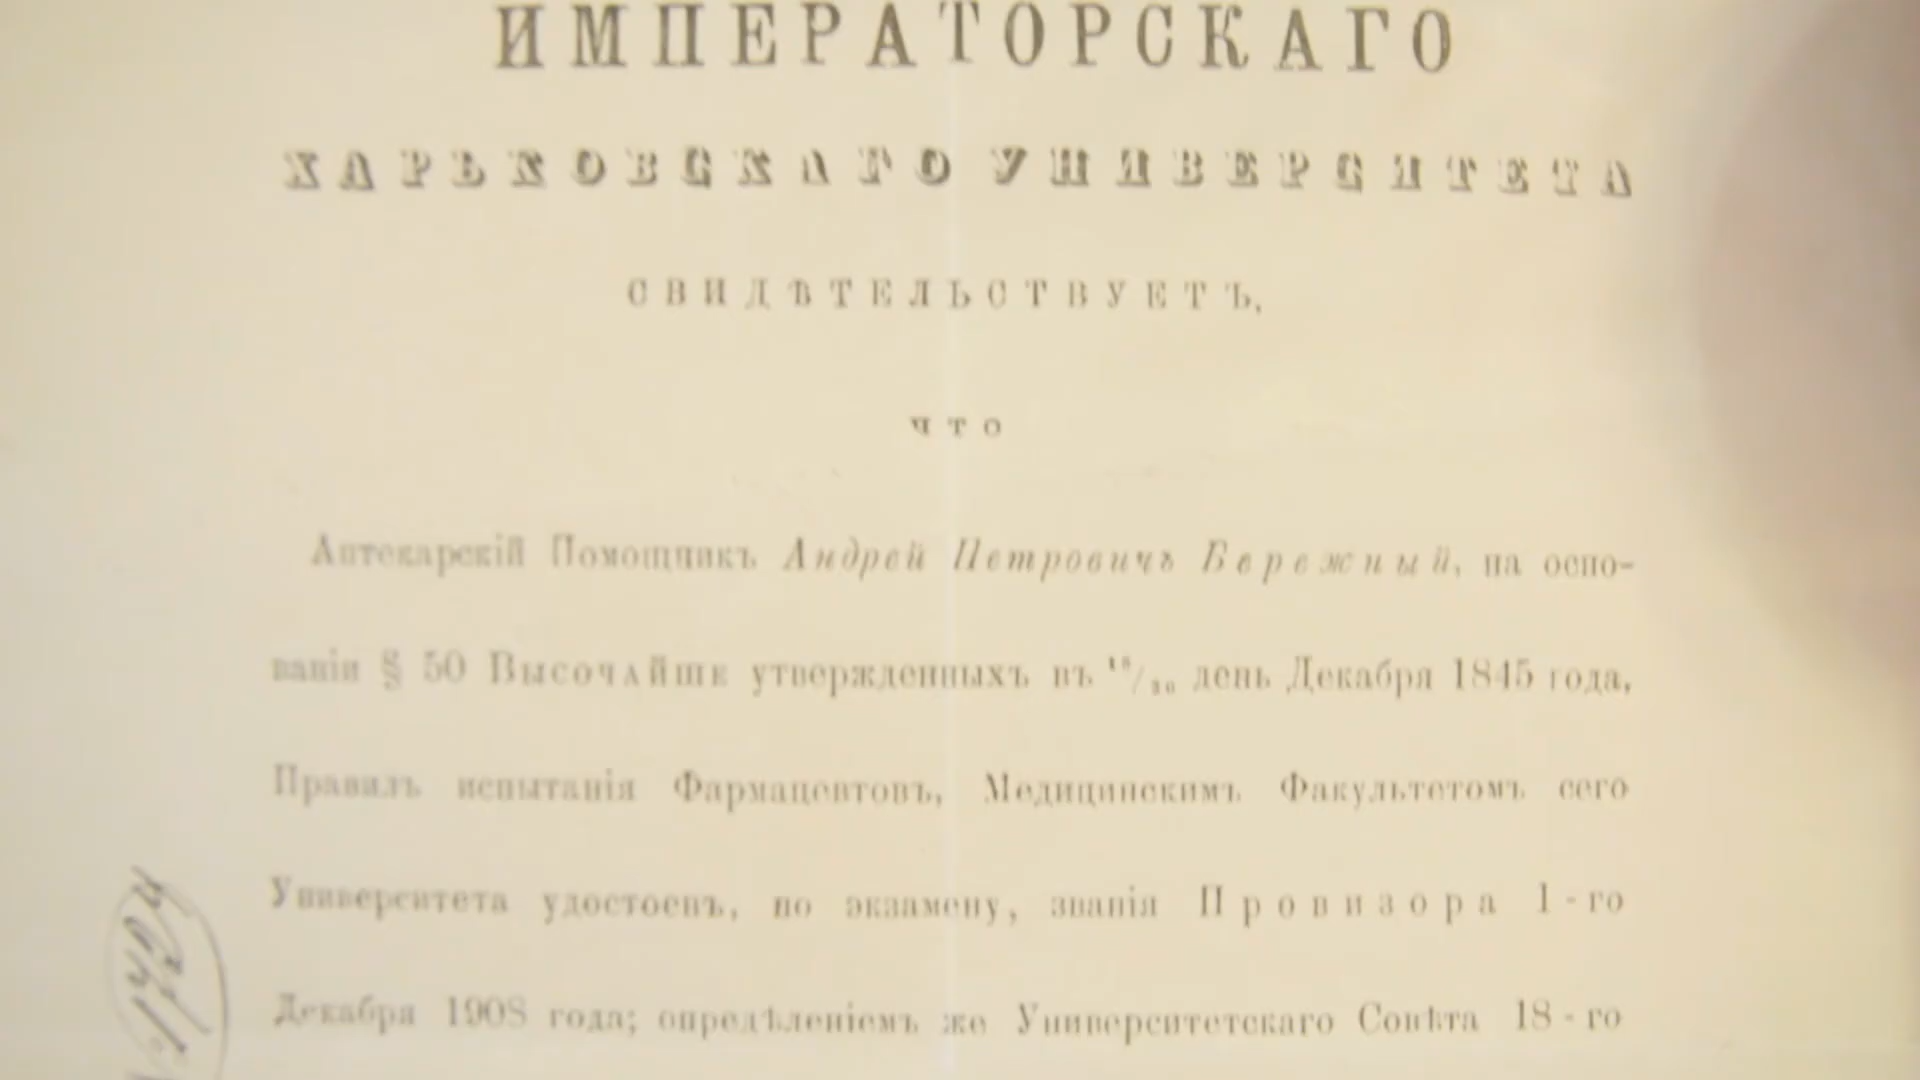 ИМПЕРАТОРСКАГО
ХАРЬКОВСКАГО УНИВЕРСИТЕТА
СВИДѢТЕЛЬСТВУЕТЪ,
что
Аптекарскій Помощникъ Андрей Петровичъ Бережный, на осно-
ваніи § 50 Высочайше утвержденныхъ въ 18/30 день Декабря 1845 года,
Правилъ испытанія Фармацевтовъ, Медицинскимъ Факультетомъ сего
Университета удостоенъ, по экзамену, званія Провизора 1-го
Декабря 1908 года; опредѣленіемъ же Университетскаго Совѣта 18-го